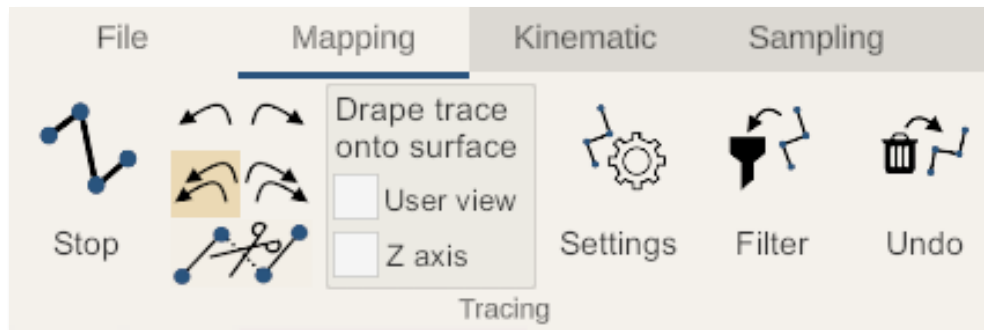 File Mapping Kinematic Sampling
Drape trace
onto surface
User view
Z axis
Stop Settings Filter Undo
Tracing